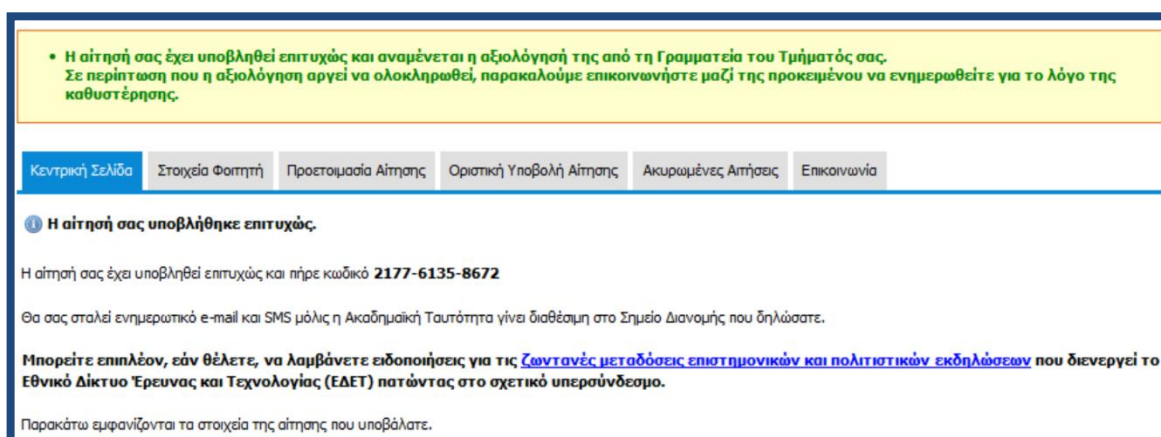 • Η αίτησή σας έχει υποβληθεί επιτυχώς και αναμένεται η αξιολόγησή της από τη Γραμματεία του Τμήματός σας.
Σε περίπτωση που η αξιολόγηση αργεί να ολοκληρωθεί, παρακαλούμε επικοινωνήστε μαζί της προκειμένου να ενημερωθείτε για το λόγο της
καθυστέρησης.
Κεντρική Σελίδα Στοιχεία Φοιτητή Προετοιμασία Αίτησης Οριστική Υποβολή Αίτησης Ακυρωμένες Αιτήσεις Επικοινωνία
Η αίτησή σας υποβλήθηκε επιτυχώς.
Η αίτησή σας έχει υποβληθεί επιτυχώς και πήρε κωδικό 2177-6135-8672
Θα σας σταλεί ενημερωτικό e-mail και SMS μόλις η Ακαδημαϊκή Ταυτότητα γίνει διαθέσιμη στο Σημείο Διανομής που δηλώσατε.
Μπορείτε επιπλέον, εάν θέλετε, να λαμβάνετε ειδοποιήσεις για τις ζωντανές μεταδόσεις επιστημονικών και πολιτιστικών εκδηλώσεων που διενεργεί το
Εθνικό Δίκτυο Έρευνας και Τεχνολογίας (ΕΔΕΤ) πατώντας στο σχετικό υπερσύνδεσμο.
Παρακάτω εμφανίζονται τα στοιχεία της αίτησης που υποβάλατε.